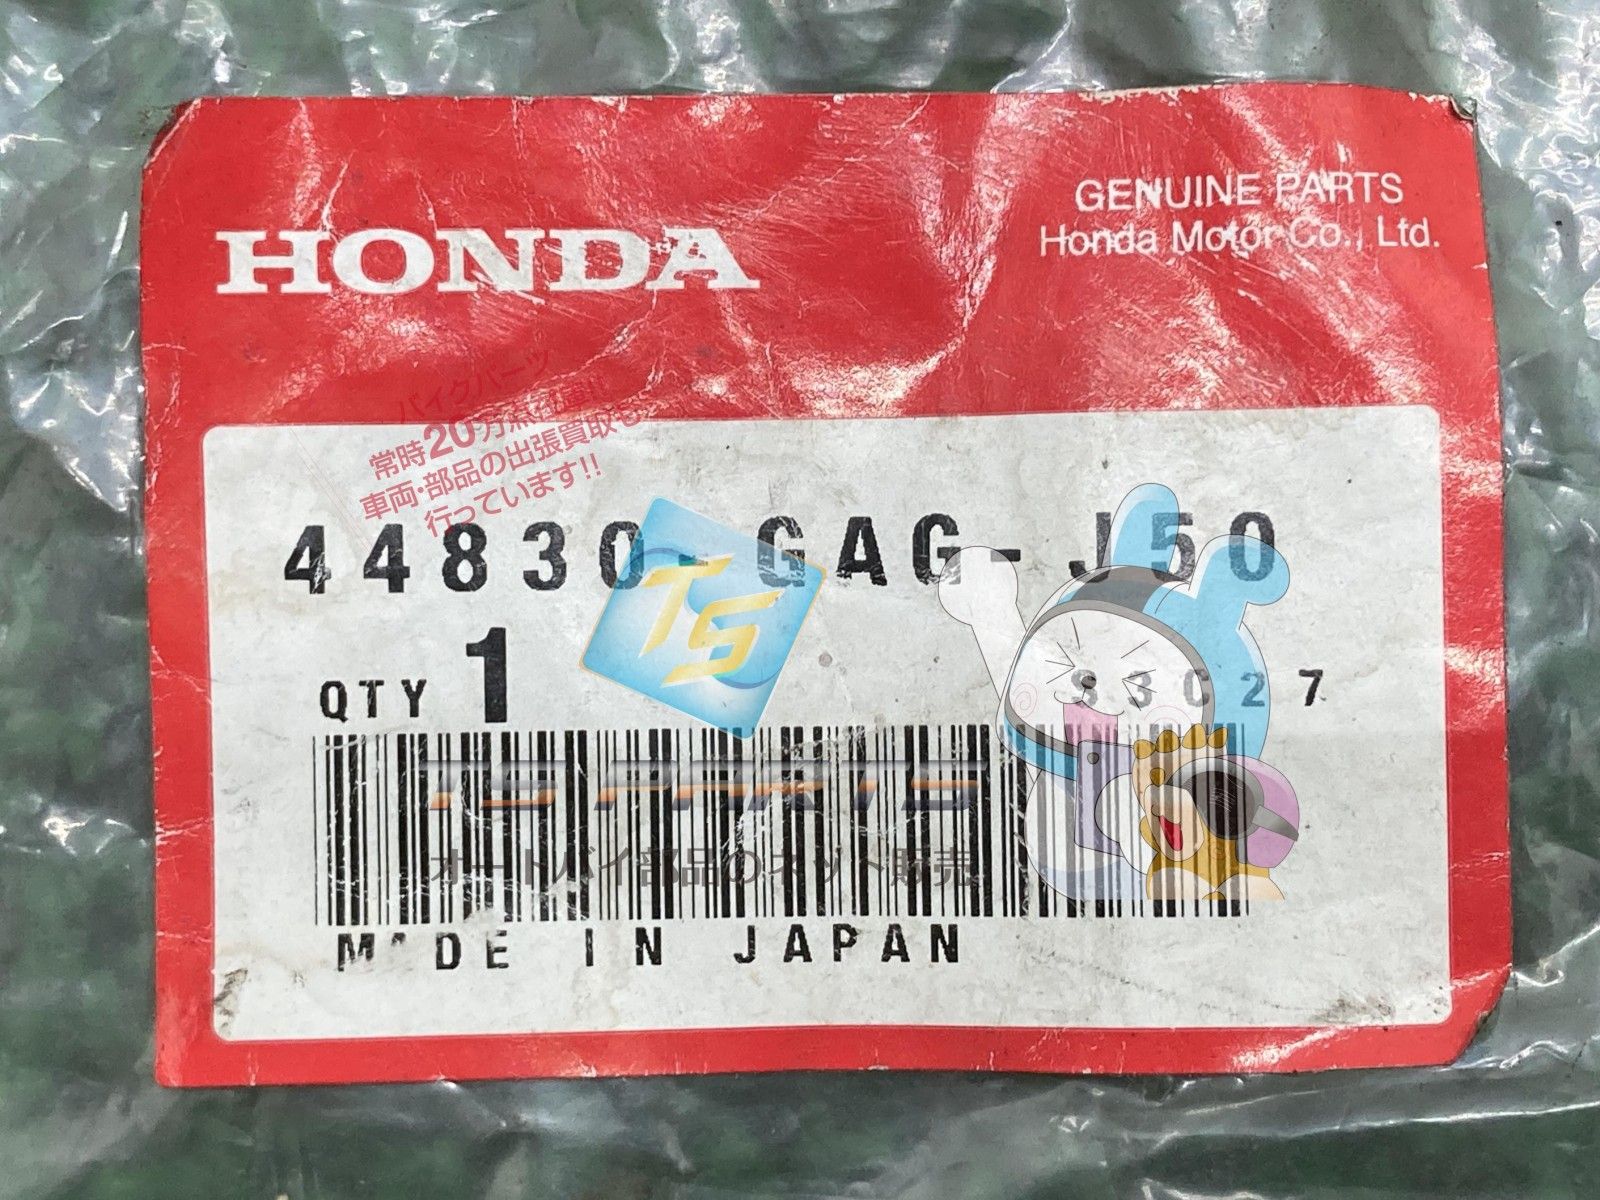 HONDA
GENUINE PARTS
Honda Motor Co., Ltd.
バイクパーツ
常時20万点在庫!!
車両・部品の出張買取も
行っています!!
44830-GAG-J50
TS
QTY 1
93C27
TS PARTS
オートバイ部品のネット販売
MADE IN JAPAN